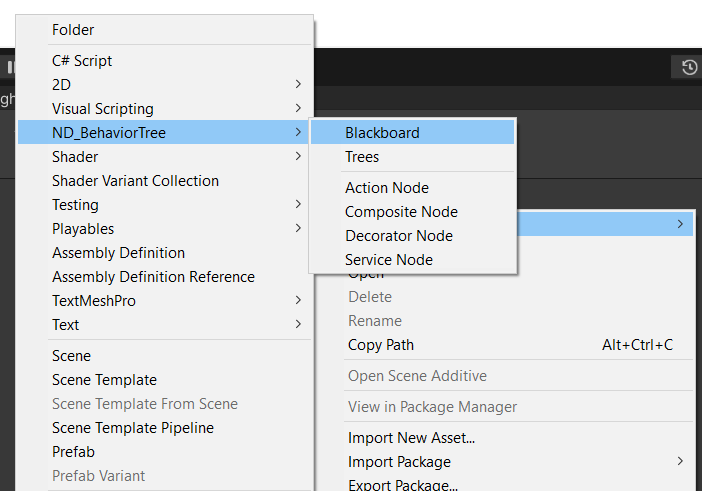 Folder
C# Script
2D
Visual Scripting
ND_BehaviorTree
Shader
Shader Variant Collection
Testing
Playables
Assembly Definition
Assembly Definition Reference
TextMeshPro
Text
Scene
Scene Template
Scene Template From Scene
Scene Template Pipeline
Prefab
Prefab Variant
Blackboard
Trees
Action Node
Composite Node
Decorator Node
Service Node
Open
Delete
Rename
Copy Path Alt+Ctrl+C
Open Scene Additive
View in Package Manager
Import New Asset...
Import Package
Export Package...